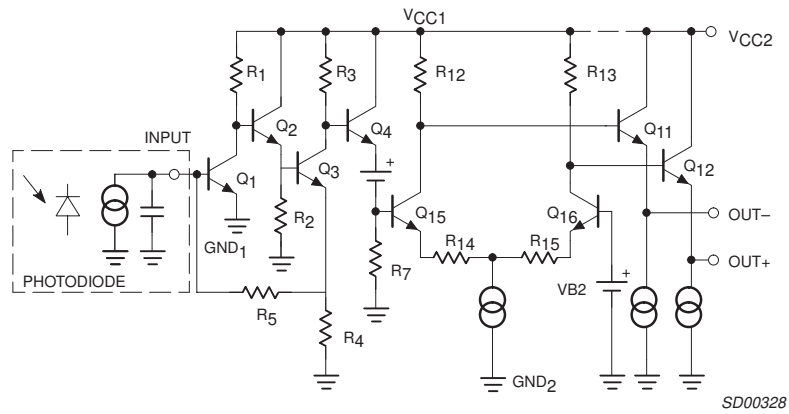 VCC1
VCC2
R1
R3
R12
R13
INPUT
Q2
Q4
Q11
Q12
Q1
Q3
+
Q15
Q16
R2
GND1
R14
R15
OUT–
OUT+
R7
VB2
+
PHOTODIODE
R5
R4
GND2
SD00328